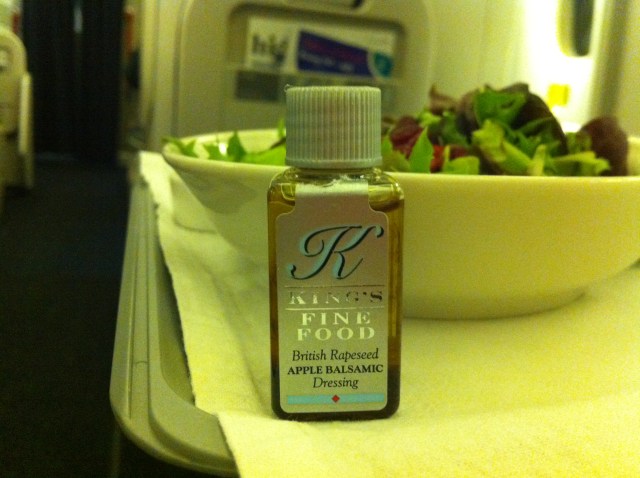 K
KING'S
FINE
FOOD
British Rapeseed
APPLE BALSAMIC
Dressing